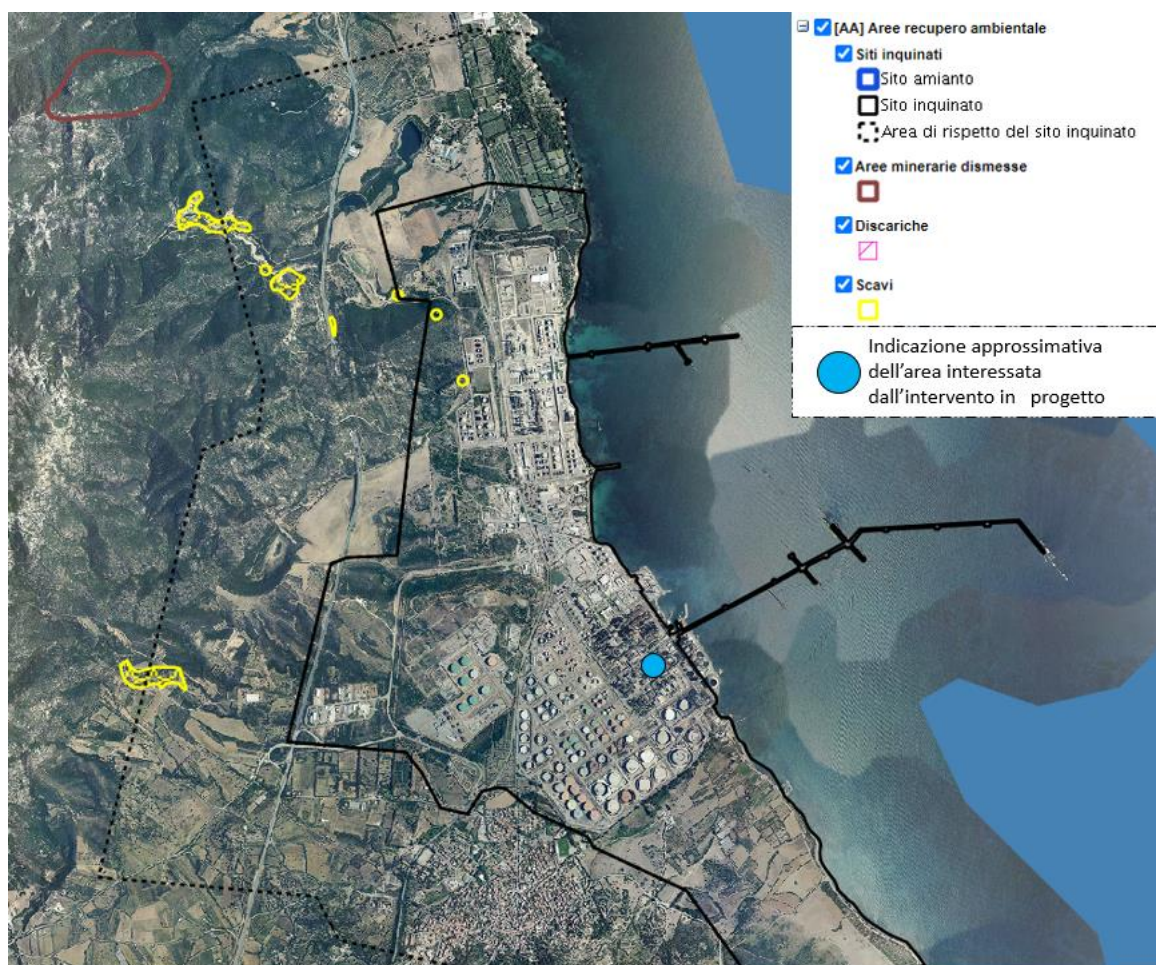 [AA] Aree recupero ambientale
Siti inquinati
Sito amianto
Sito inquinato
Area di rispetto del sito inquinato
Aree minerarie dismesse
Discariche
Scavi
Indicazione approssimativa
dell'area interessata
dall'intervento in progetto